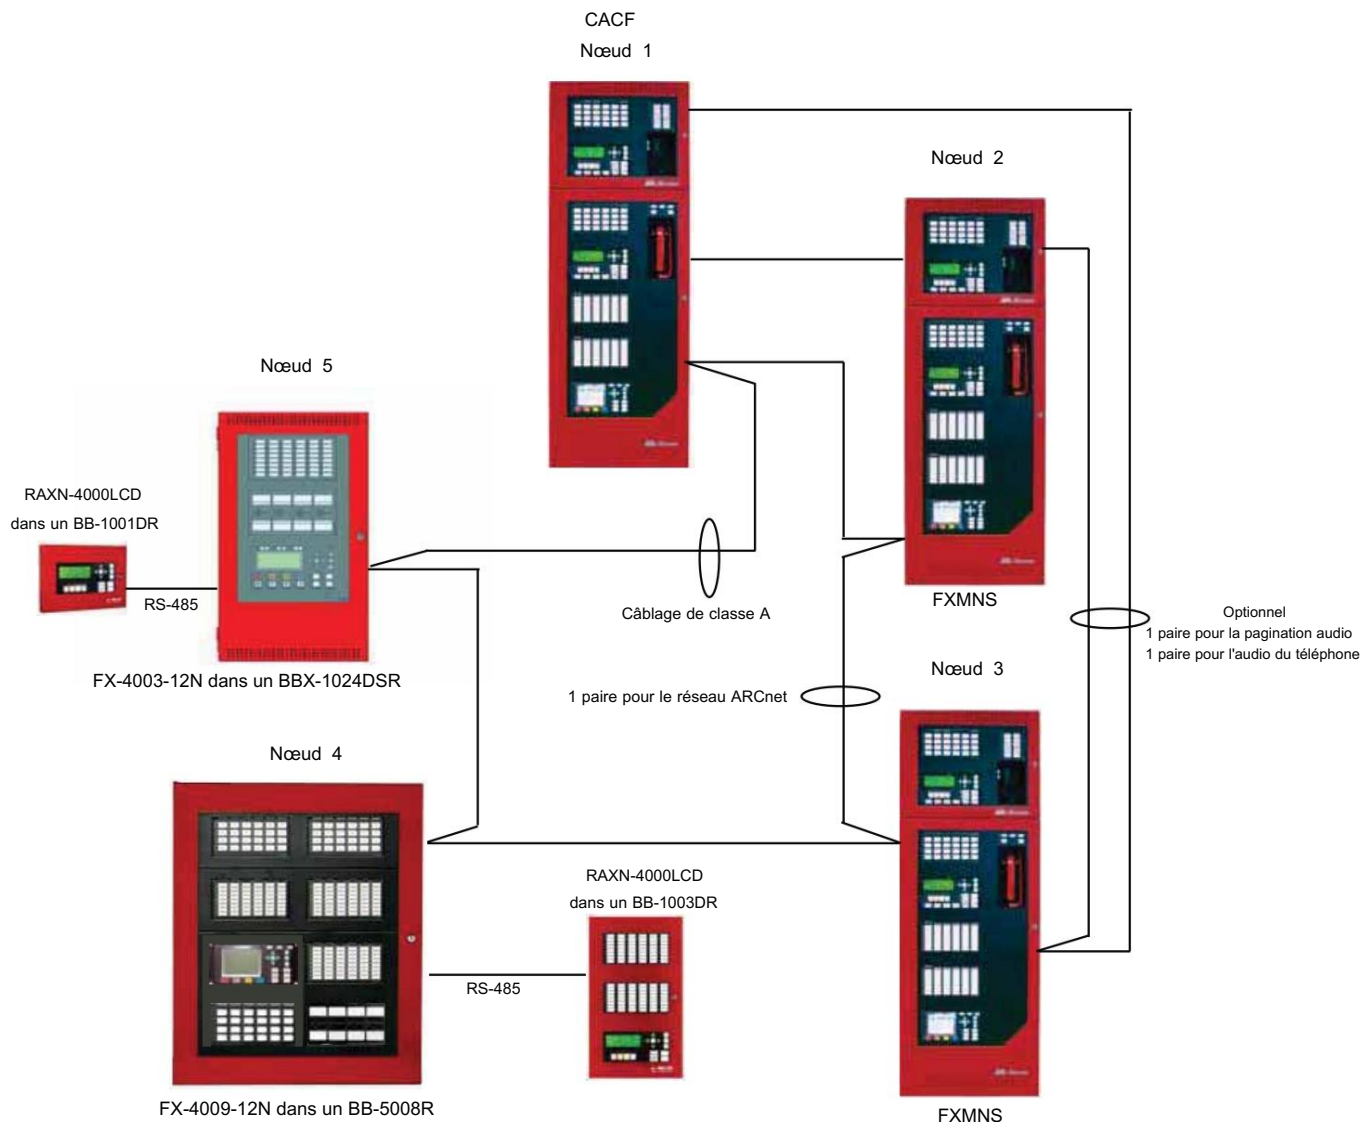 CACF
Nœud 1
Nœud 2
Nœud 5
RAXN-4000LCD
dans un BB-1001DR
RS-485
FX-4003-12N dans un BBX-1024DSR
Câblage de classe A
FXMNS
Optionnel
1 paire pour la pagination audio
1 paire pour l'audio du téléphone
Nœud 3
1 paire pour le réseau ARCnet
Nœud 4
RAXN-4000LCD
dans un BB-1003DR
RS-485
FX-4009-12N dans un BB-5008R
FXMNS